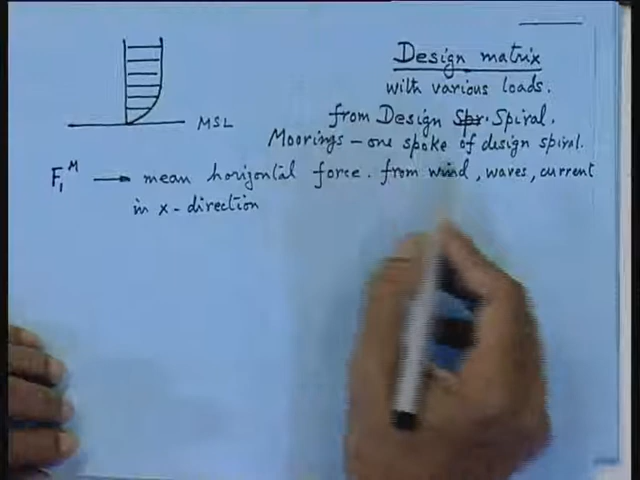 Design matrix
with various loads.
from Design Spiral.
MSL
Moorings - one spoke of design spiral.
F₁ᴹ → mean horizontal force. from wind, waves, current
in x-direction